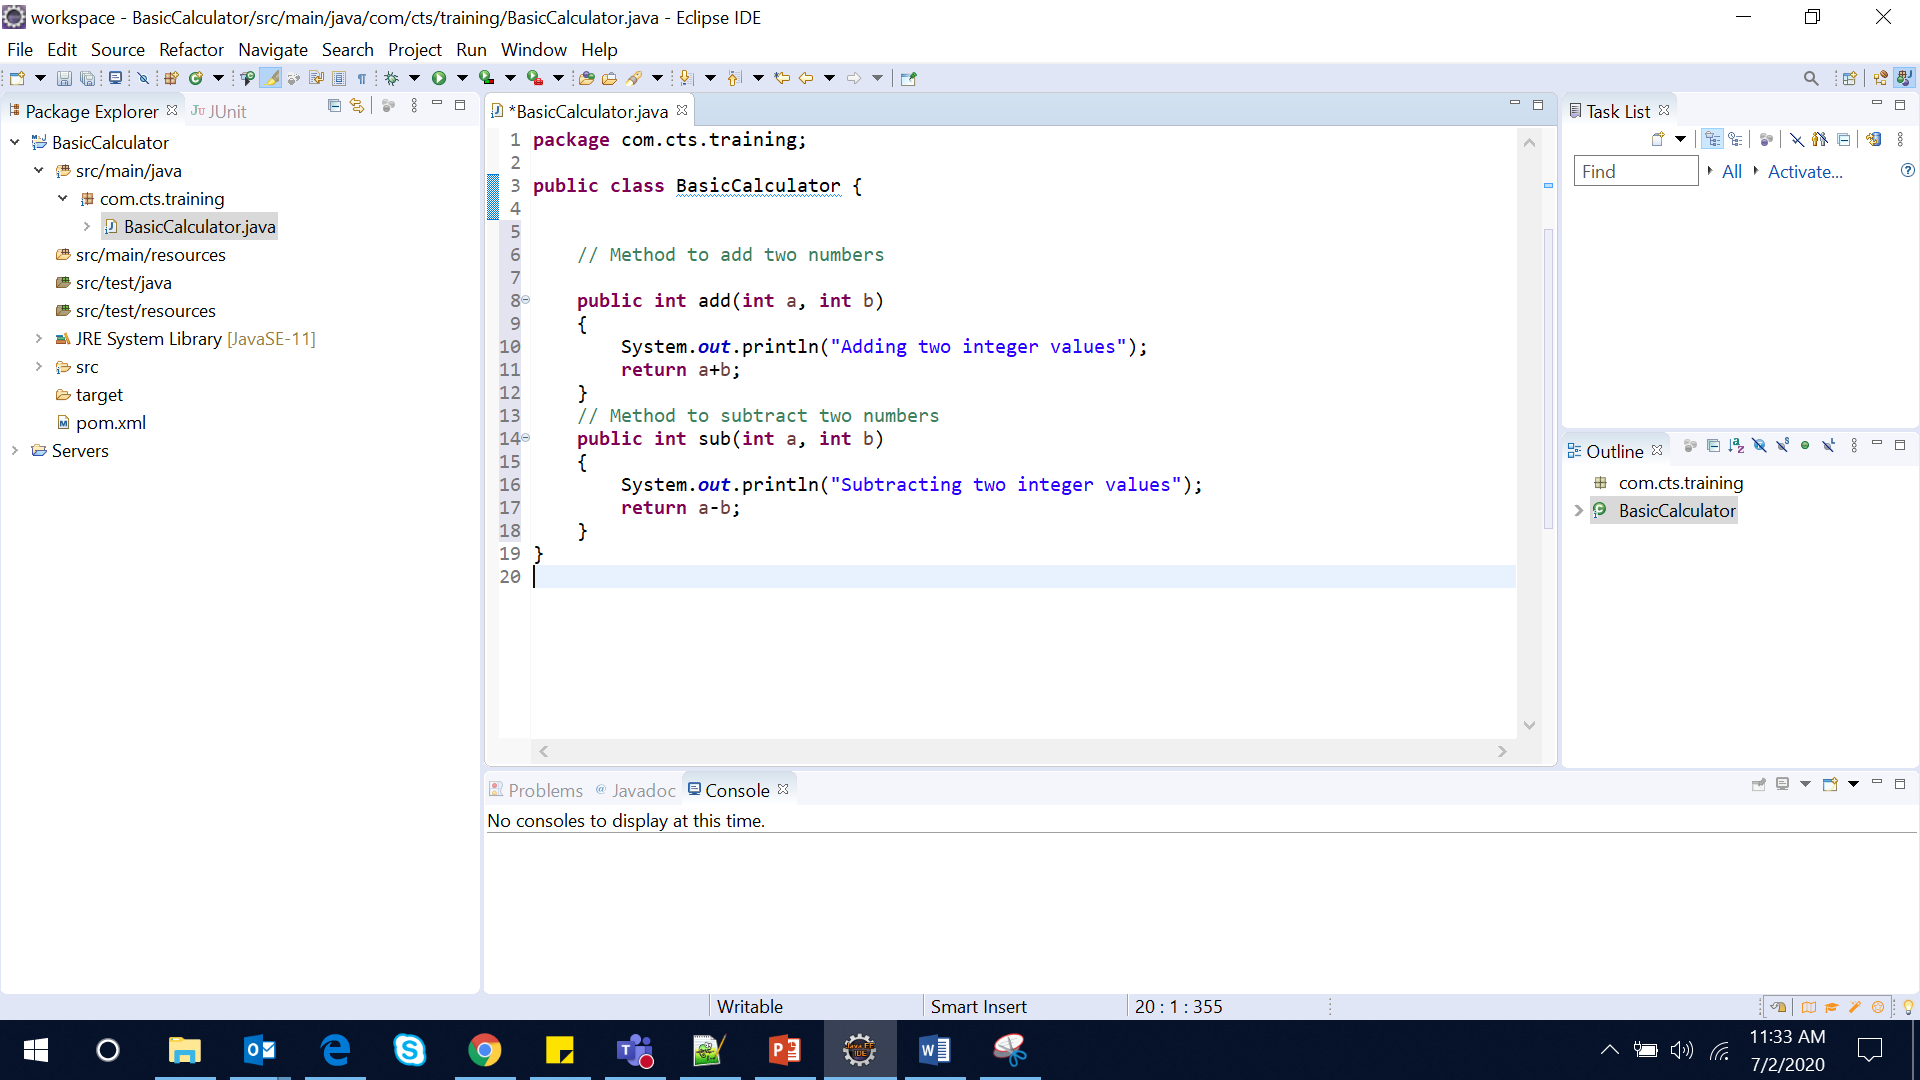 workspace - BasicCalculator/src/main/java/com/cts/training/BasicCalculator.java - Eclipse IDE
File Edit Source Refactor Navigate Search Project Run Window Help
Package Explorer
JUnit
BasicCalculator
src/main/java
com.cts.training
BasicCalculator.java
src/main/resources
src/test/java
src/test/resources
JRE System Library [JavaSE-11]
src
target
pom.xml
Servers
*BasicCalculator.java
1 package com.cts.training;
2
3 public class BasicCalculator {
4
5
6 // Method to add two numbers
7
8 public int add(int a, int b)
9 {
10 System.out.println("Adding two integer values");
11 return a+b;
12 }
13 // Method to subtract two numbers
14 public int sub(int a, int b)
15 {
16 System.out.println("Subtracting two integer values");
17 return a-b;
18 }
19 }
20
Task List
Find
All
Activate...
Outline
com.cts.training
BasicCalculator
Problems @ Javadoc Console
No consoles to display at this time.
Writable
Smart Insert
20 : 1 : 355
11:33 AM
7/2/2020